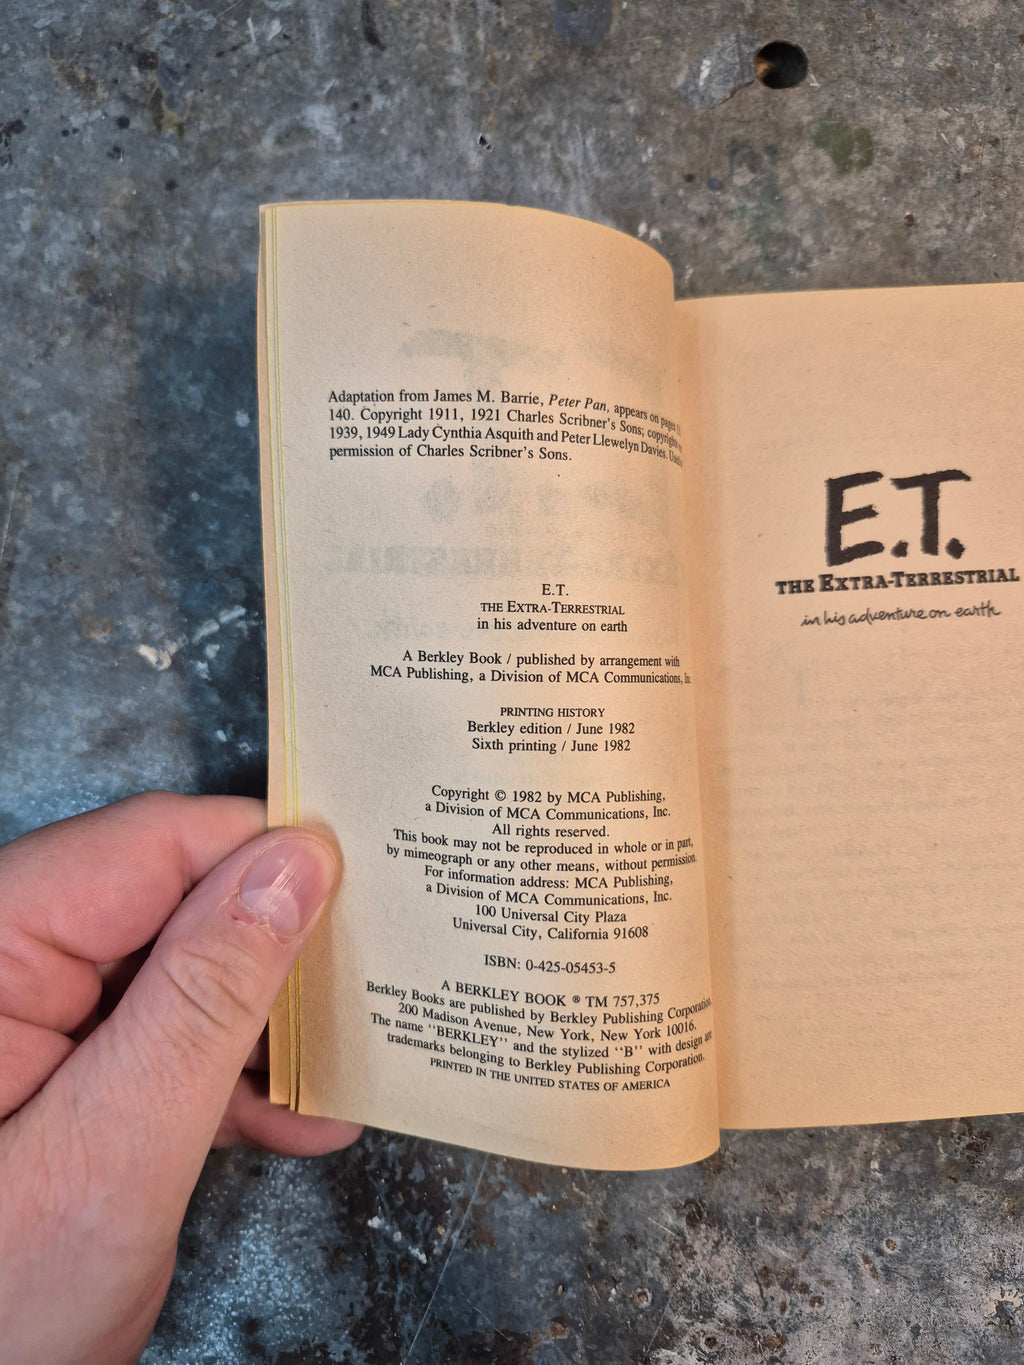 Adaptation from James M. Barrie, Peter Pan, appears on pages
140. Copyright 1911, 1921 Charles Scribner's Sons; copyright
1939, 1949 Lady Cynthia Asquith and Peter Llewelyn Davies.
permission of Charles Scribner's Sons.
E.T.
THE EXTRA-TERRESTRIAL
in his adventure on earth
A Berkley Book / published by arrangement with
MCA Publishing, a Division of MCA Communications, Inc.
PRINTING HISTORY
Berkley edition / June 1982
Sixth printing / June 1982
Copyright © 1982 by MCA Publishing,
a Division of MCA Communications, Inc.
All rights reserved.
This book may not be reproduced in whole or in part,
by mimeograph or any other means, without permission.
For information address: MCA Publishing,
a Division of MCA Communications, Inc.
100 Universal City Plaza
Universal City, California 91608
ISBN: 0-425-05453-5
A BERKLEY BOOK ® TM 757,375
Berkley Books are published by Berkley Publishing Corporation,
200 Madison Avenue, New York, New York 10016.
The name "BERKLEY" and the stylized "B" with design are
trademarks belonging to Berkley Publishing Corporation.
PRINTED IN THE UNITED STATES OF AMERICA
E.T.
THE EXTRA-TERRESTRIAL
in his adventure on earth